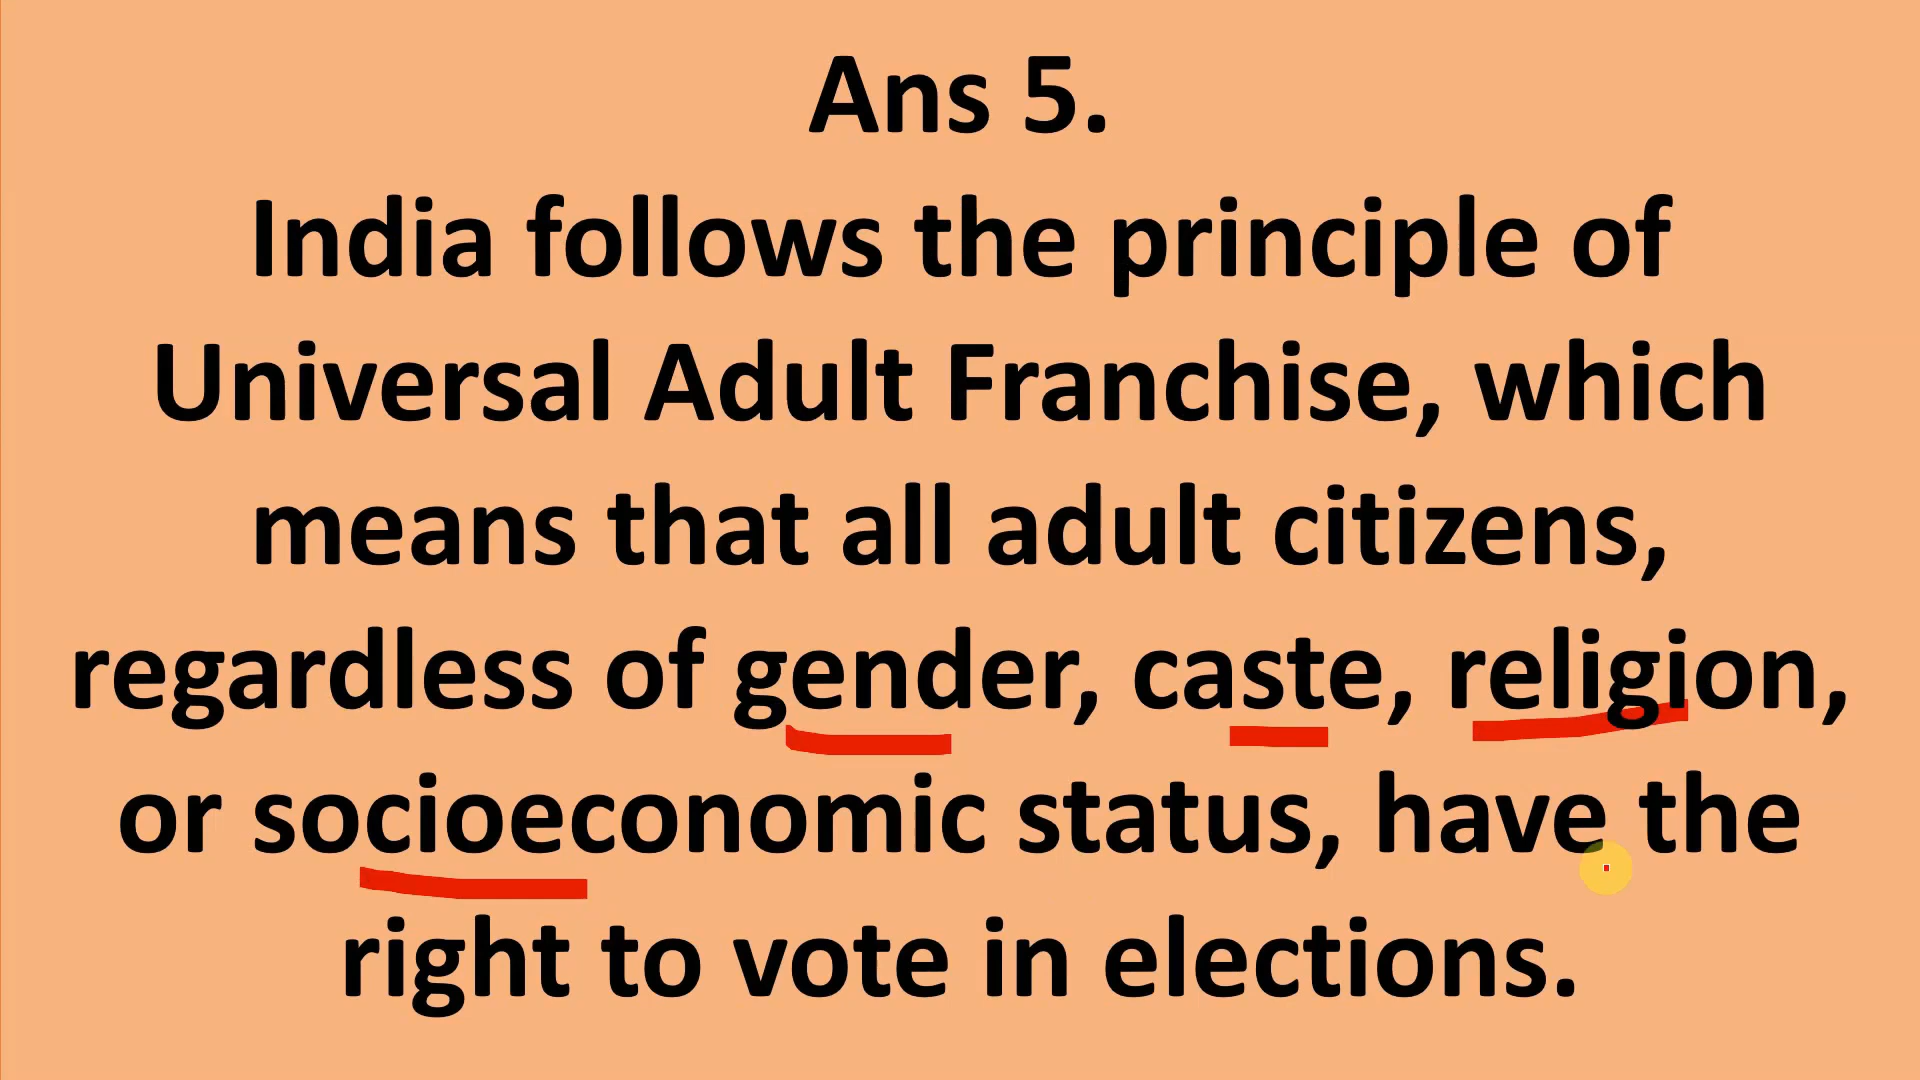 Ans 5.
India follows the principle of
Universal Adult Franchise, which
means that all adult citizens,
regardless of gender, caste, religion,
or socioeconomic status, have the
right to vote in elections.